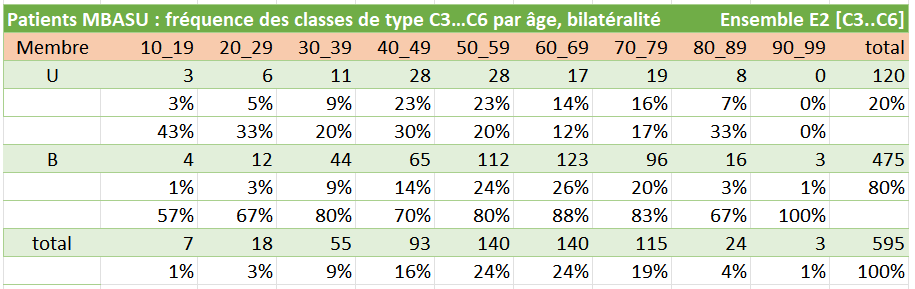 Patients MBASU : fréquence des classes de type C3...C6 par âge, bilatéralité Ensemble E2 [C3..C6]
Membre 10_19 20_29 30_39 40_49 50_59 60_69 70_79 80_89 90_99 total
U 3 6 11 28 28 17 19 8 0 120
3% 5% 9% 23% 23% 14% 16% 7% 0% 20%
43% 33% 20% 30% 20% 12% 17% 33% 0%
B 4 12 44 65 112 123 96 16 3 475
1% 3% 9% 14% 24% 26% 20% 3% 1% 80%
57% 67% 80% 70% 80% 88% 83% 67% 100%
total 7 18 55 93 140 140 115 24 3 595
1% 3% 9% 16% 24% 24% 19% 4% 1% 100%